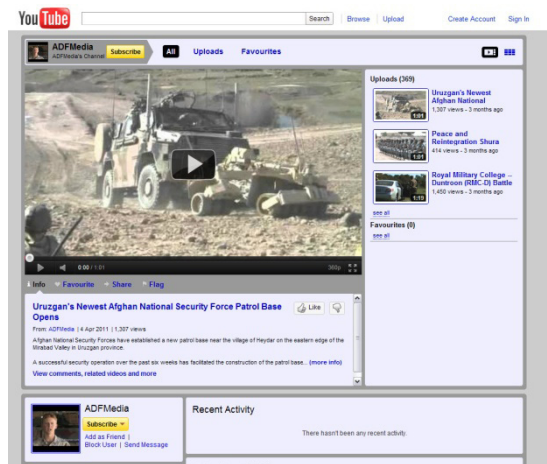 You Tube
Search
Browse
Upload
Create Account
Sign In
ADFMedia
ADFMedia's Channel
Subscribe
All
Uploads
Favourites
Uploads (369)
Uruzgan's Newest
Afghan National
1,307 views - 3 months ago
1:01
Peace and
Reintegration Shura
414 views - 3 months ago
1:01
Royal Military College –
Duntroon (RMC-D) Battle
1,450 views - 3 months ago
1:19
see all
Favourites (0)
see all
0:00 / 1:01
360p
Info
Favourite
Share
Flag
Uruzgan's Newest Afghan National Security Force Patrol Base
Opens
Like
From ADFMedia | 4 Apr 2011 | 1,307 views
Afghan National Security Forces have established a new patrol base near the village of Heydar on the eastern edge of the
Mirabad Valley in Uruzgan province.
A successful security operation over the past six weeks has facilitated the construction of the patrol base... (more info)
View comments, related videos and more
ADFMedia
Subscribe
Add as Friend |
Block User | Send Message
Recent Activity
There hasn't been any recent activity.